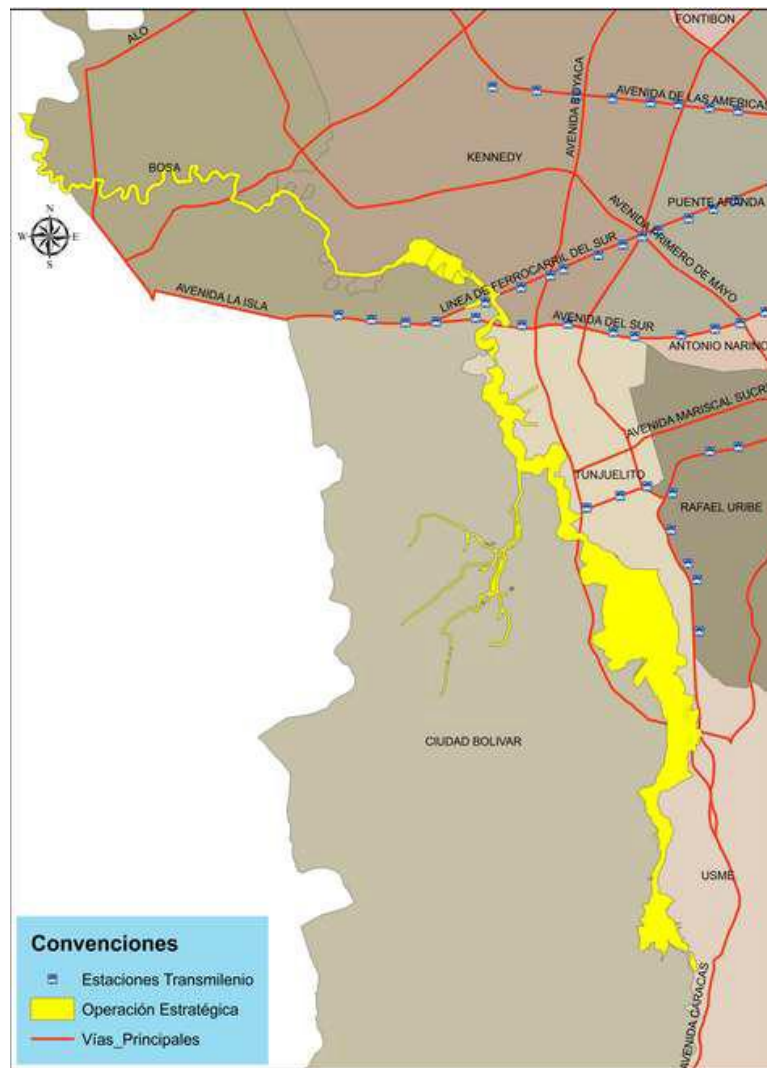 FONTIBON
ALO
AVENIDA DE LAS AMERICAS
AVENIDA BOYACA
KENNEDY
BOSA
PUENTE ARANDA
AVENIDA PRIMERO DE MAYO
N
W E
S
LINEA DE FERROCARRIL DEL SUR
AVENIDA LA ISLA
AVENIDA DEL SUR
ANTONIO NARINO
AVENIDA MARISCAL SUCRE
TUNJUELITO
RAFAEL URIBE
CIUDAD BOLIVAR
USME
AVENIDA CARACAS
Convenciones
Estaciones Transmilenio
Operación Estratégica
Vías_Principales